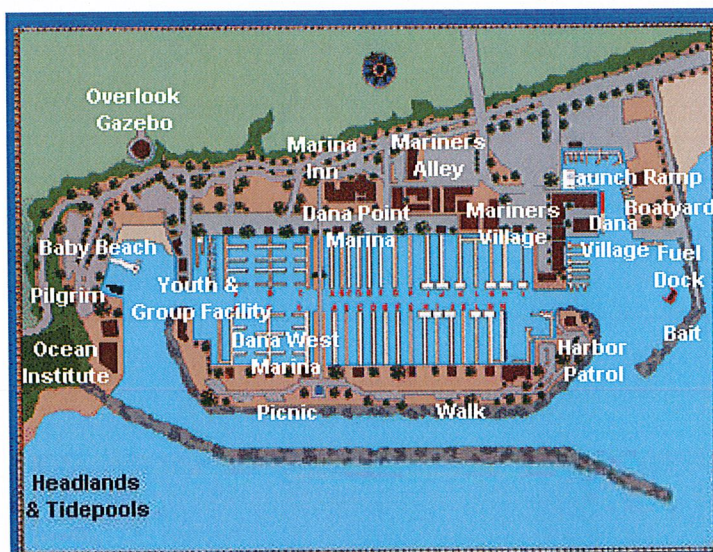 Overlook
Gazebo
Marina
Inn
Mariners
Alley
Launch Ramp
Boatyard
Dana Point
Marina
Mariners
Village
Dana
Village
Fuel
Dock
Baby Beach
Pilgrim
Youth &
Group Facility
Ocean
Institute
Dana West
Marina
Harbor
Patrol
Bait
Picnic
Walk
Headlands
& Tidepools